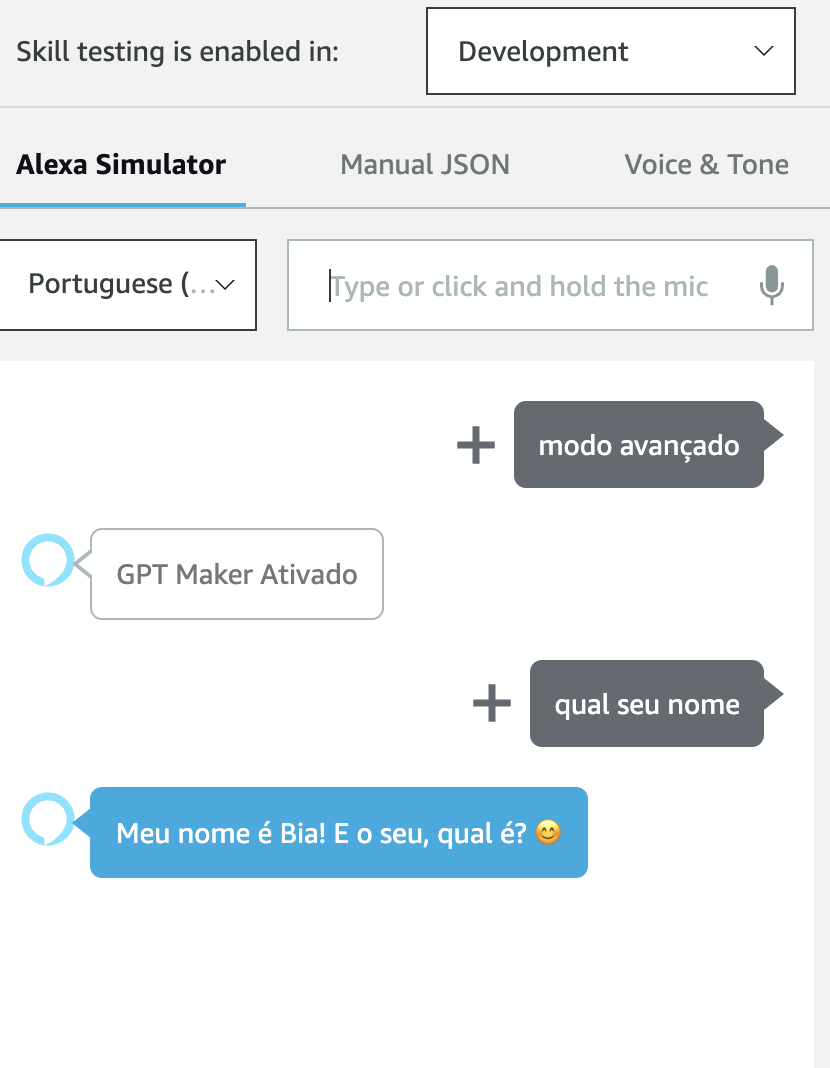 Skill testing is enabled in:
Development
Alexa Simulator
Manual JSON
Voice & Tone
Portuguese (...
Type or click and hold the mic
modo avançado
GPT Maker Ativado
qual seu nome
Meu nome é Bia! E o seu, qual é? 😊